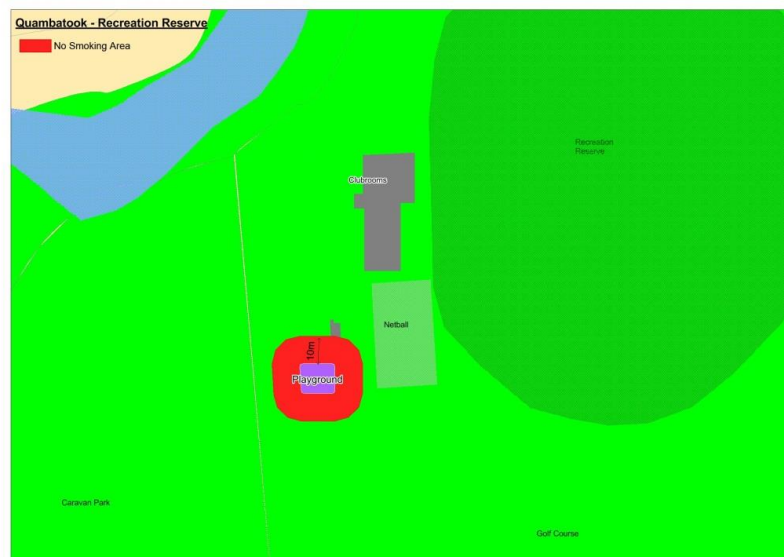 Quambatook - Recreation Reserve
No Smoking Area
Recreation
Reserve
Clubrooms
Netball
10m
Playground
Caravan Park
Golf Course